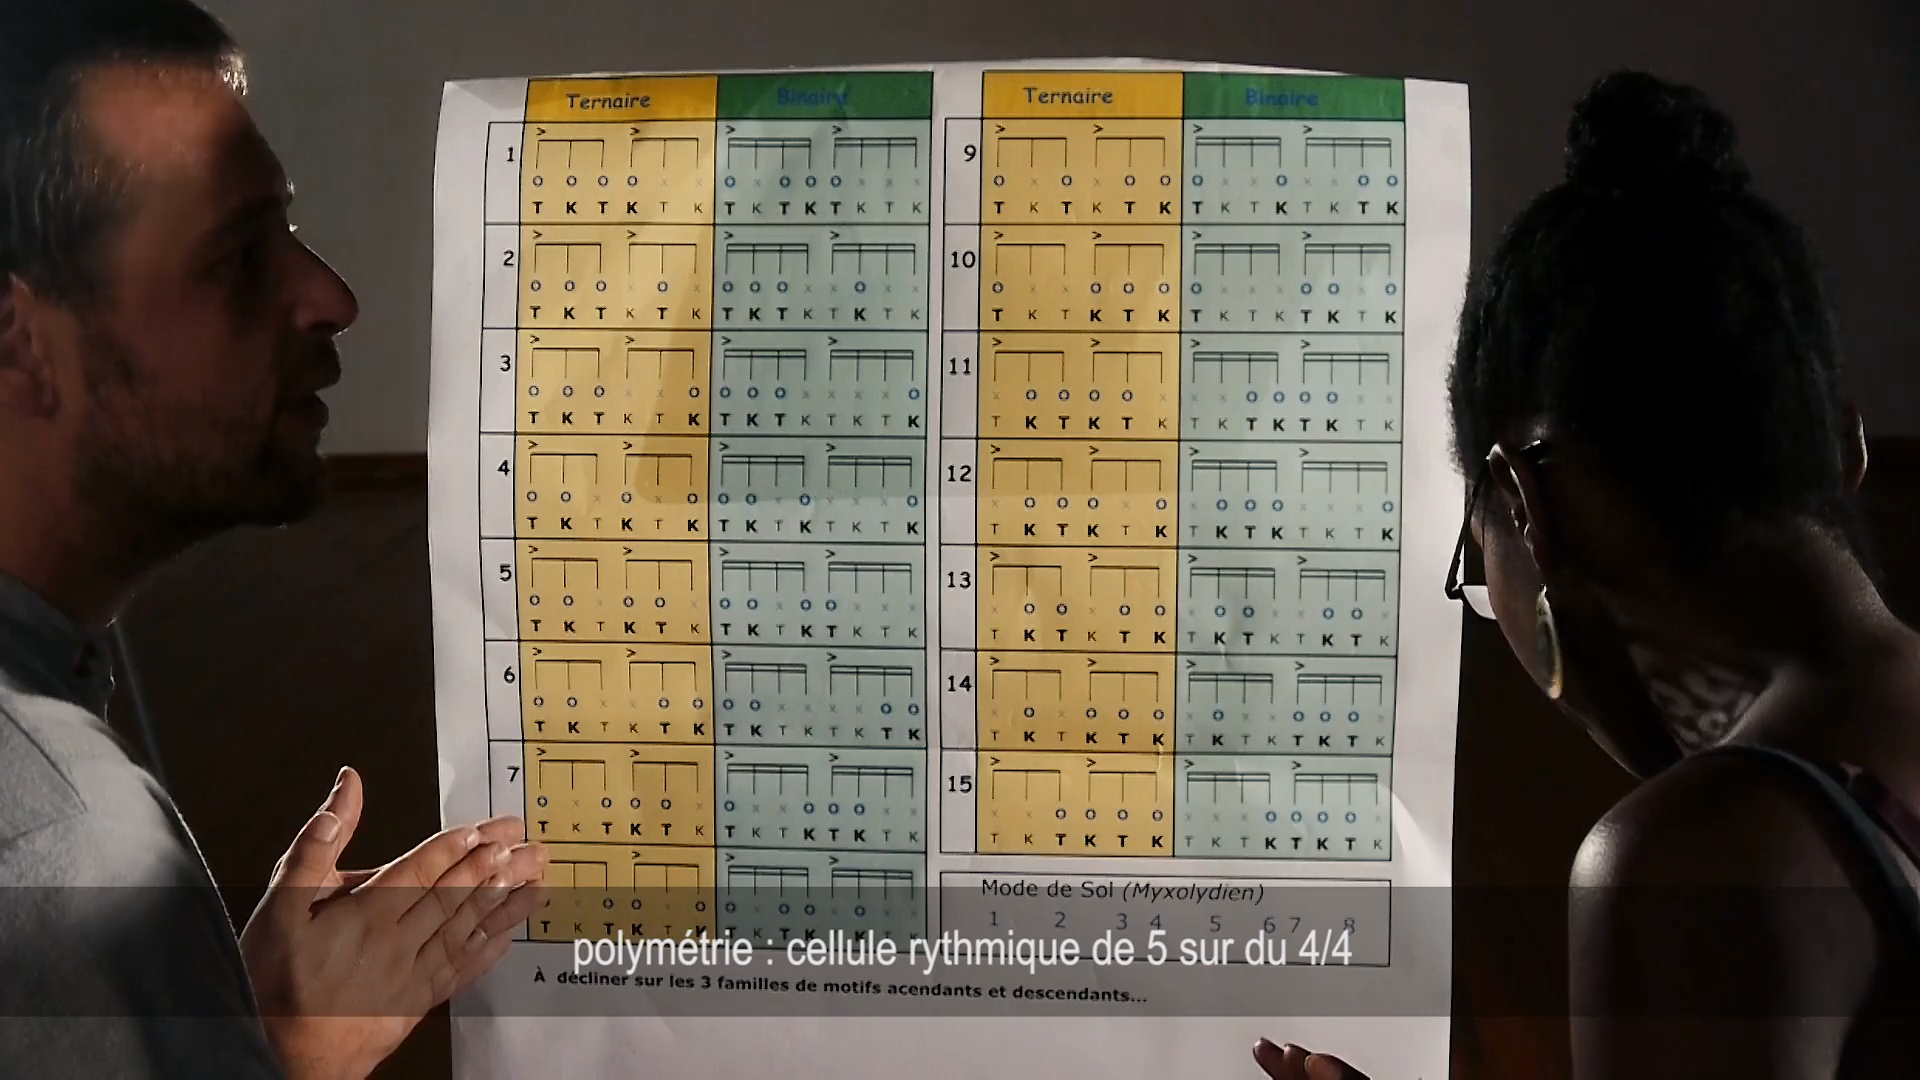 Ternaire Binaire Ternaire Binaire
1
o o o o x x o x o o o x x x
T K T K T K T K T K T K T K
2
o o o x o x o o o x x o x x
T K T K T K T K T K T K T K
3
o o o x x o o o o x x x x o
T K T K T K T K T K T K T K
4
o o x o x o o o x o x x x o
T K T K T K T K T K T K T K
5
o o x o o x o o x o o x x x
T K T K T K T K T K T K T K
6
o o x x o o o o x x x x o o
T K T K T K T K T K T K T K
7
o x o o o x o x x o o o x x
T K T K T K T K T K T K T K
o o o o x o o x o x x
T K T K T K T K T K T K T K
9
o x o x o o o x x o x x o o
T K T K T K T K T K T K T K
10
o x x o o o o x x x o o x o
T K T K T K T K T K T K T K
11
x o o o o x x x o o o o x x
T K T K T K T K T K T K T K
12
x o o o x o x o o o x x x o
T K T K T K T K T K T K T K
13
x o o x o o x o o x x o o x
T K T K T K T K T K T K T K
14
x o x o o o x o x x o o o x
T K T K T K T K T K T K T K
15
x x o o o o x x x o o o o x
T K T K T K T K T K T K T K
Mode de Sol (Myxolydien)
1 2 3 4 5 6 7 8
polymétrie : cellule rythmique de 5 sur du 4/4
À décliner sur les 3 familles de motifs acendants et descendants...